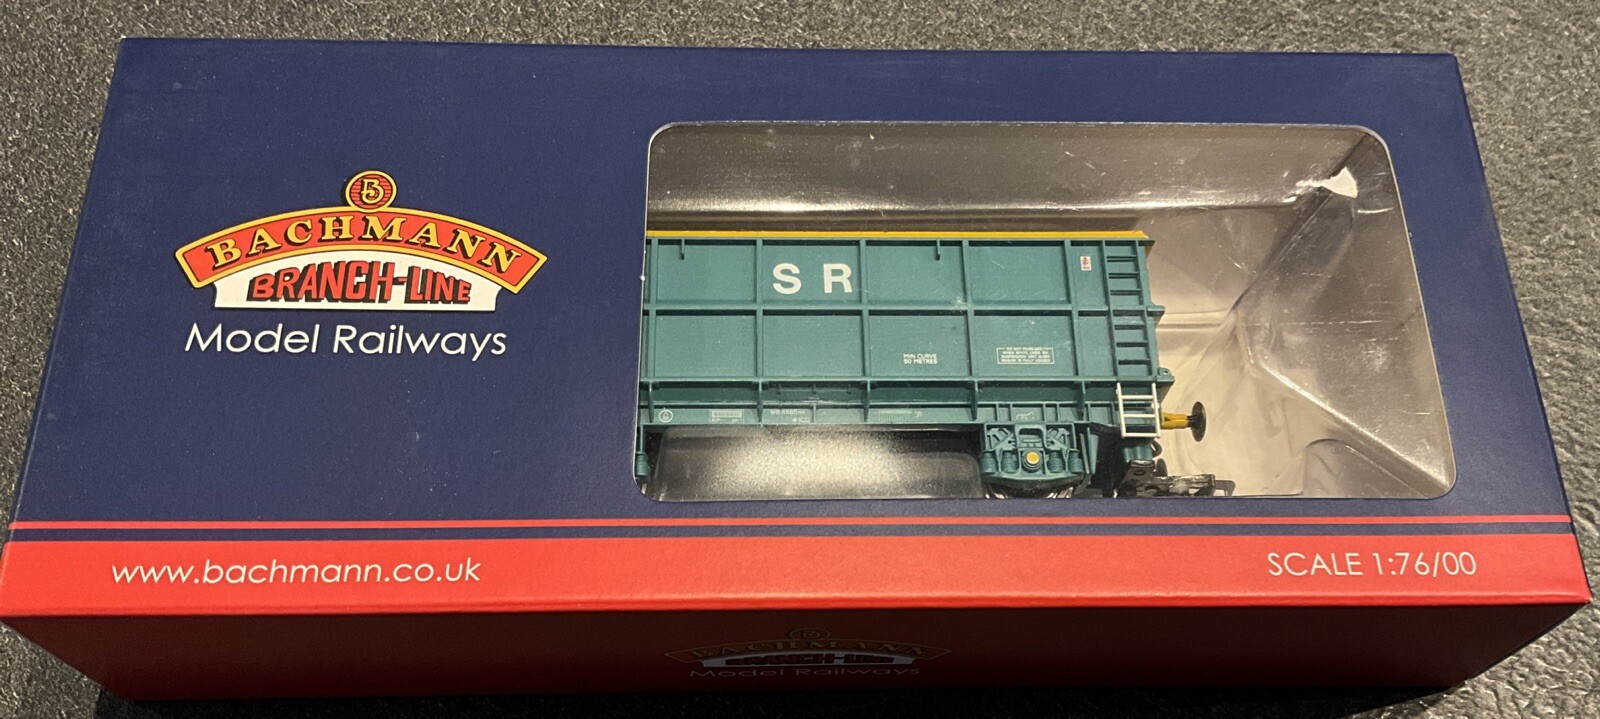 B
BACHMANN
BRANCH-LINE
Model Railways
S R
MIN CURVE
50 METRES
www.bachmann.co.uk
SCALE 1:76/00
B
BACHMANN
BRANCH-LINE
Model Railways